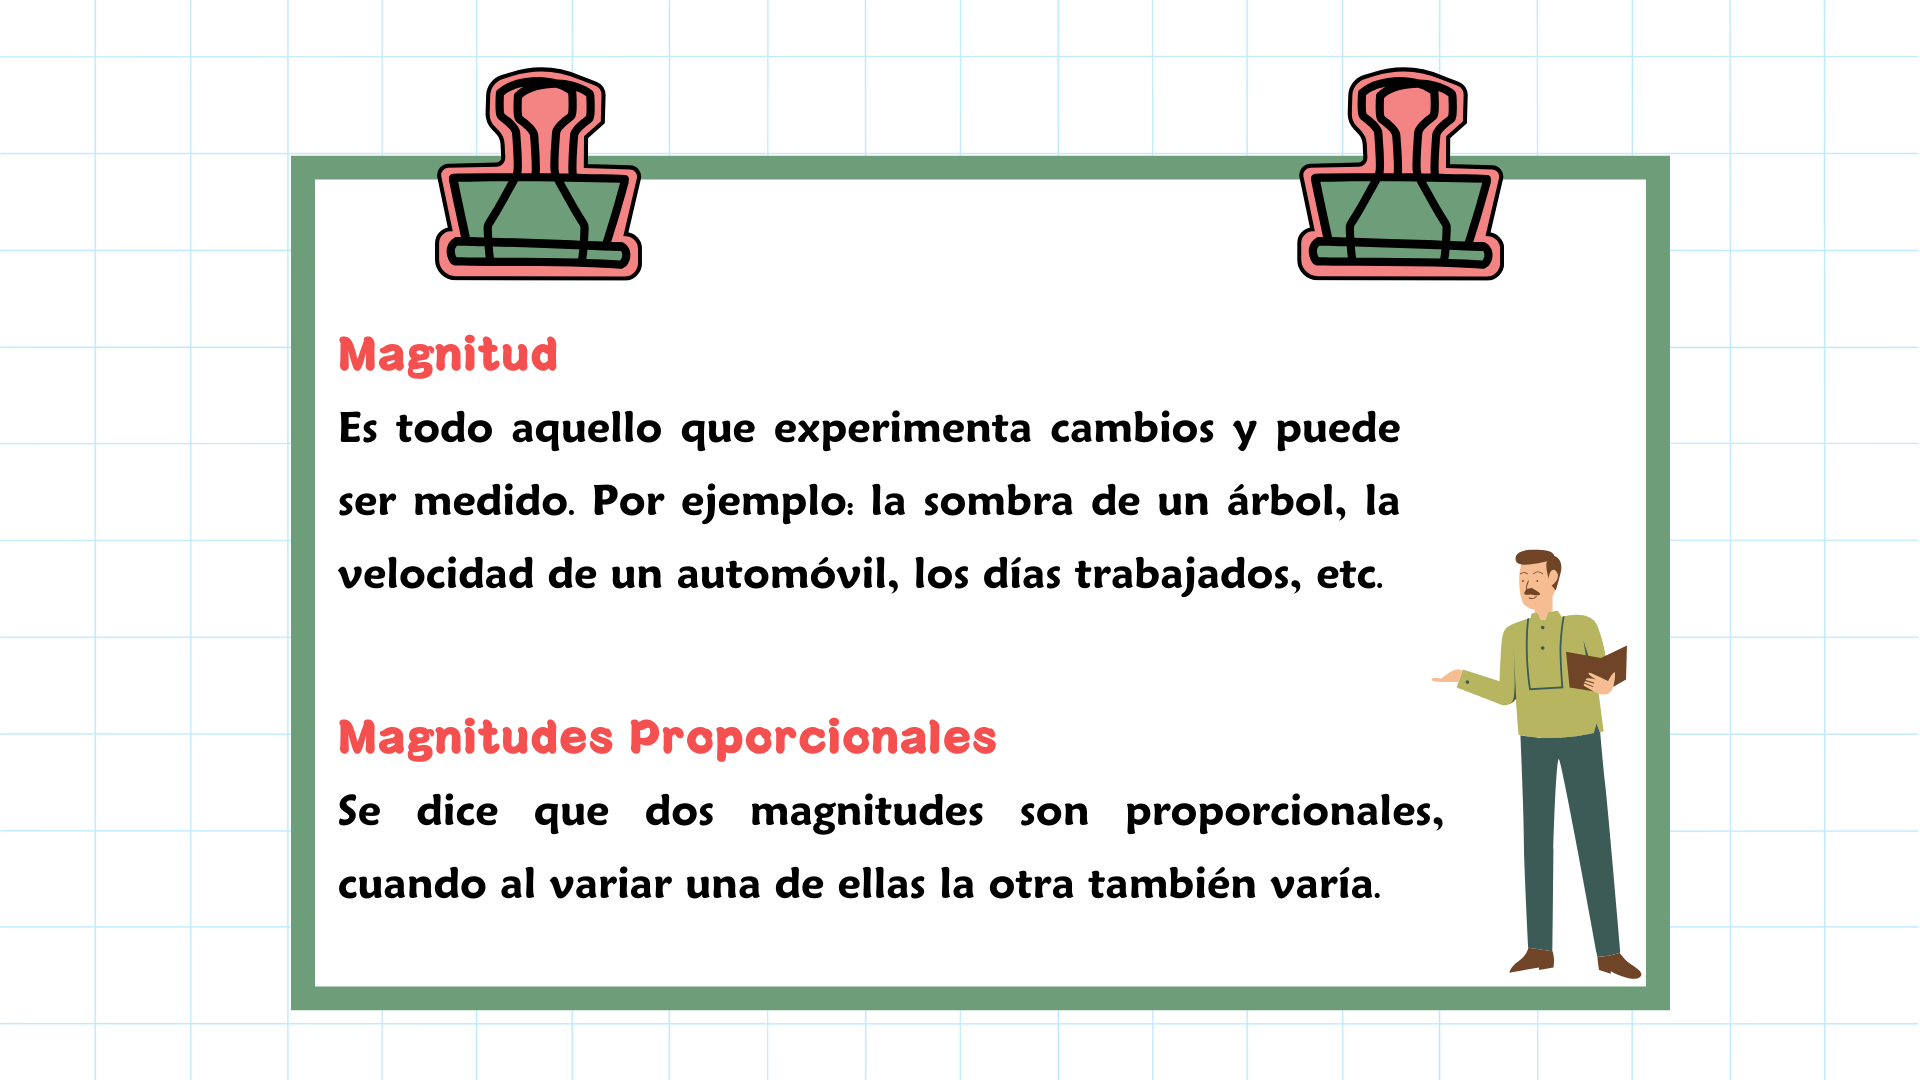 Magnitud
Es todo aquello que experimenta cambios y puede
ser medido. Por ejemplo: la sombra de un árbol, la
velocidad de un automóvil, los días trabajados, etc.
Magnitudes Proporcionales
Se dice que dos magnitudes son proporcionales,
cuando al variar una de ellas la otra también varía.